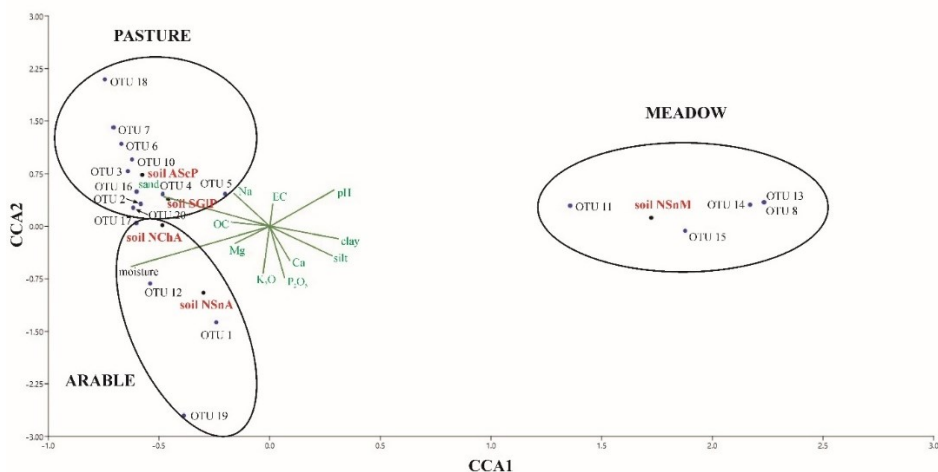 3.00
PASTURE
2.25
OTU 18
MEADOW
1.50
OTU 7
OTU 6
OTU 10
OTU 3
soil AScP
0.75
sand
OTU 16
OTU 4
OTU 5
Na
pH
OTU 13
OTU 2
soil SGlP
EC
OTU 11
soil NSnM
OTU 14
OTU 8
CCA2
OTU 20
OTU 17
OC
0.00
soil NChA
clay
OTU 15
Mg
silt
Ca
moisture
K₂O
P₂O₅
-0.75
OTU 12
soil NSnA
OTU 1
-1.50
ARABLE
-2.25
OTU 19
-3.00
-1.0 -0.5 0.0 0.5 1.0 1.5 2.0 2.5 3.0
CCA1